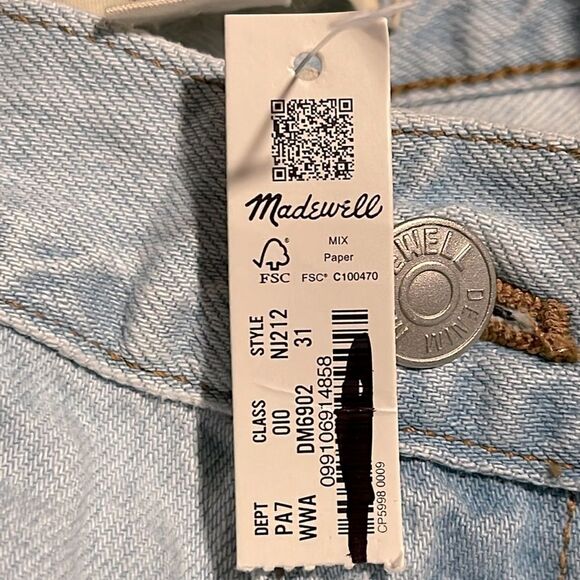 Madewell
FSC
MIX
Paper
FSC® C100470
DEPT CLASS STYLE
PA7 010 NJ212
WWA DM6902 31
099106914858
CP5998 0009
WELL DENIM